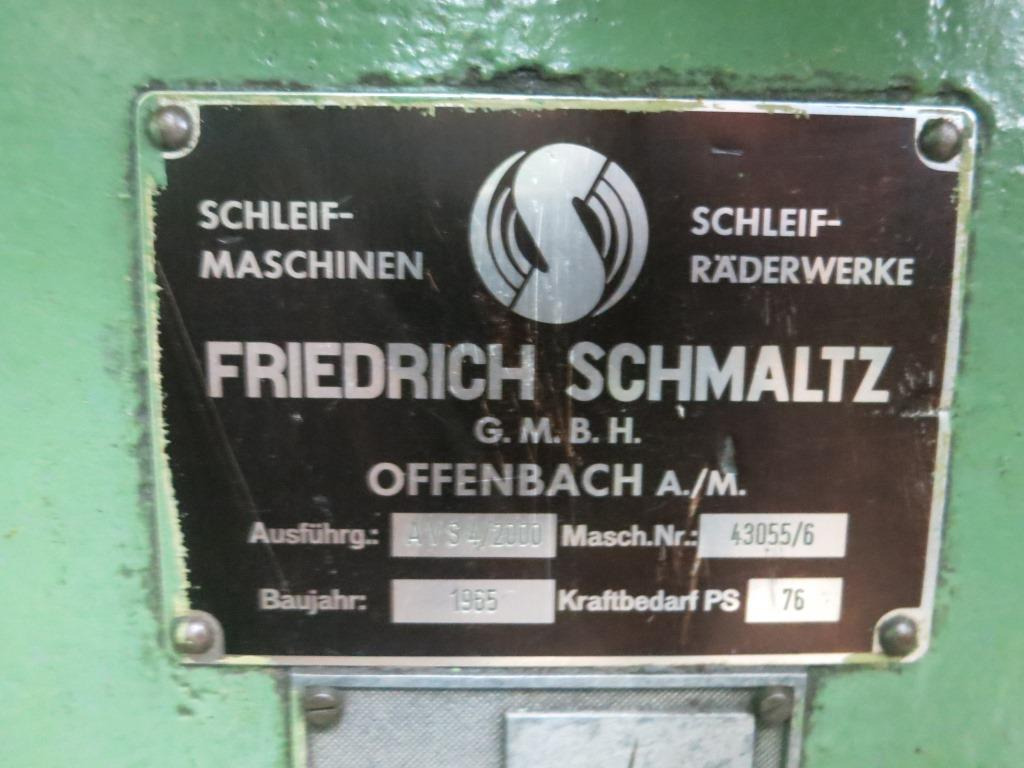 SCHLEIF-
MASCHINEN
SCHLEIF-
RÄDERWERKE
FRIEDRICH SCHMALTZ
G. M. B. H.
OFFENBACH A./M.
Ausführg.: AVS 4/2000 Masch.Nr.: 43055/6
Baujahr: 1965 Kraftbedarf PS 76